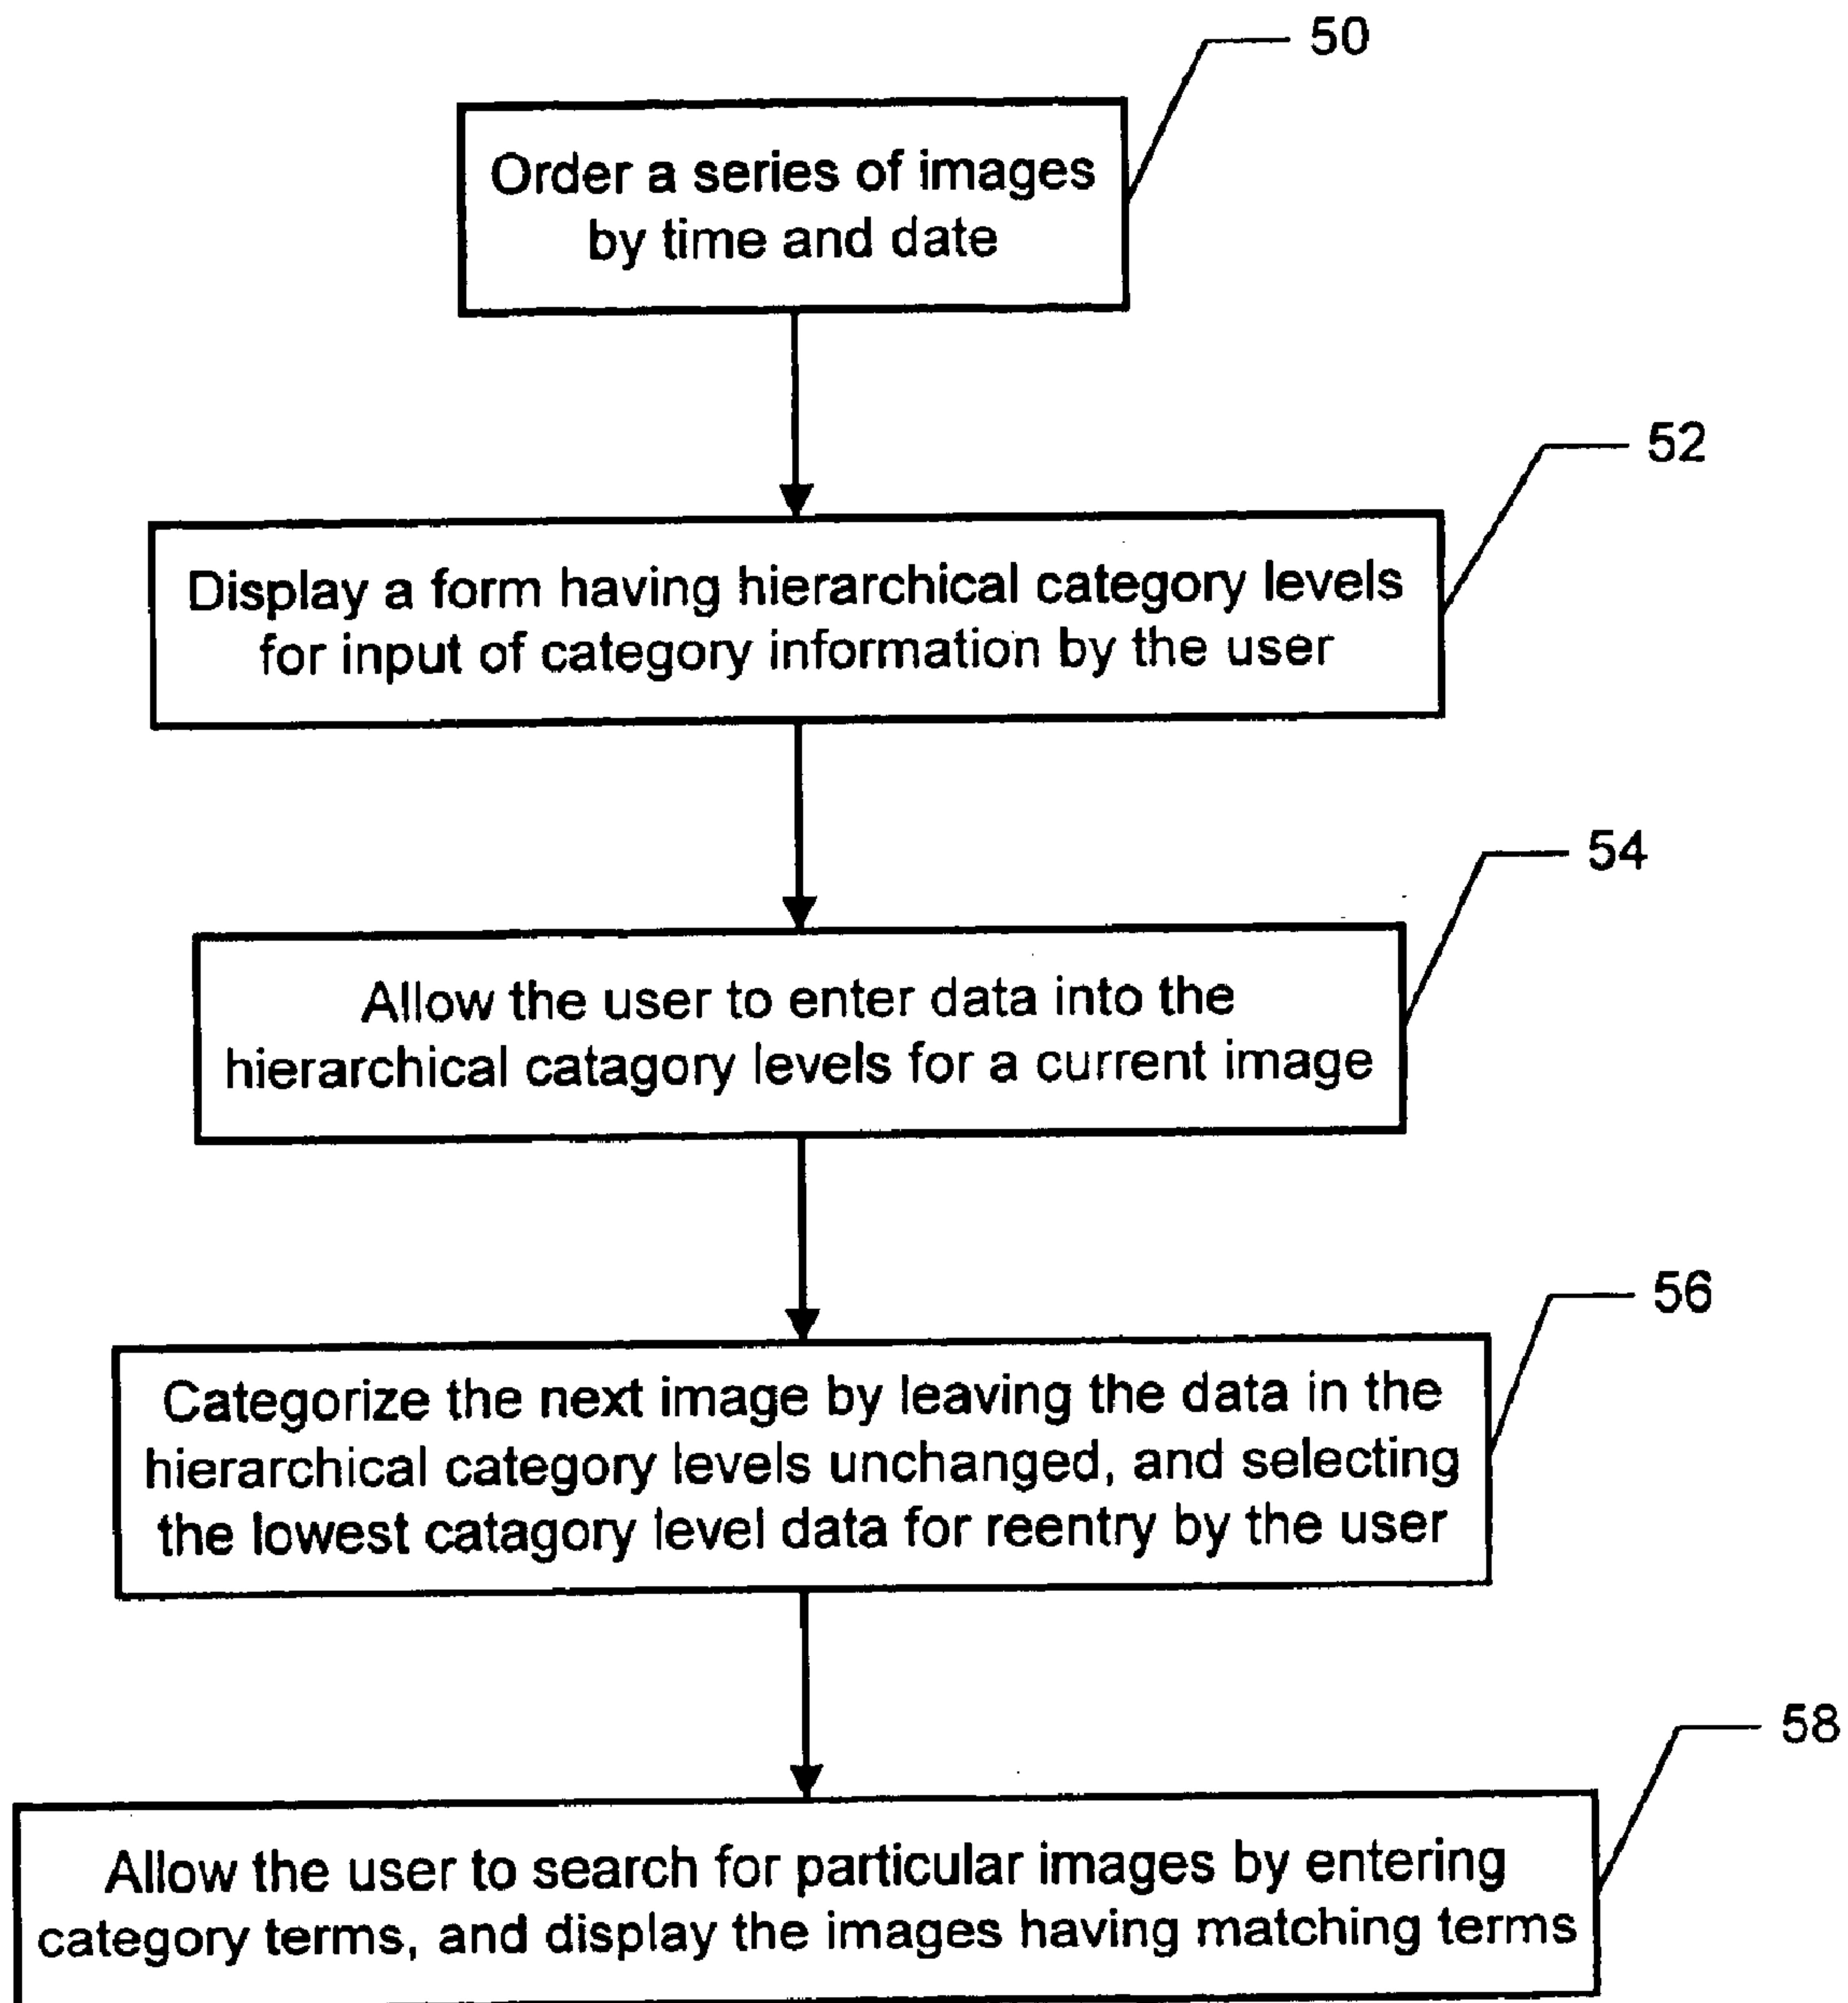 50
Order a series of images
by time and date
52
Display a form having hierarchical category levels
for input of category information by the user
54
Allow the user to enter data into the
hierarchical catagory levels for a current image
56
Categorize the next image by leaving the data in the
hierarchical category levels unchanged, and selecting
the lowest catagory level data for reentry by the user
58
Allow the user to search for particular images by entering
category terms, and display the images having matching terms